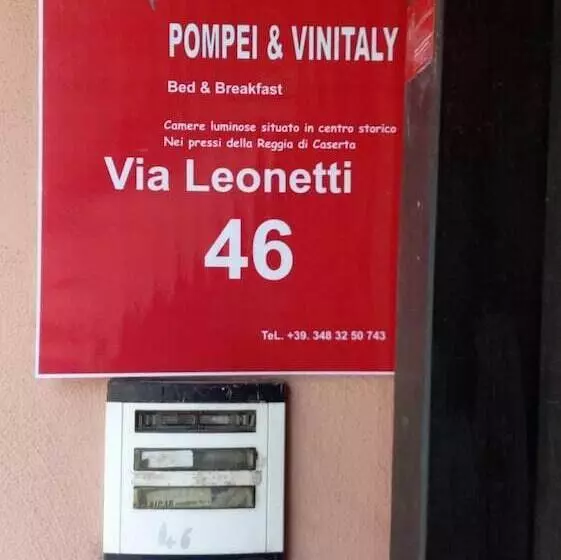 POMPEI & VINITALY
Bed & Breakfast
Camere luminose situato in centro storico
Nei pressi della Reggia di Caserta
Via Leonetti
46
TeL. +39. 348 32 50 743
46